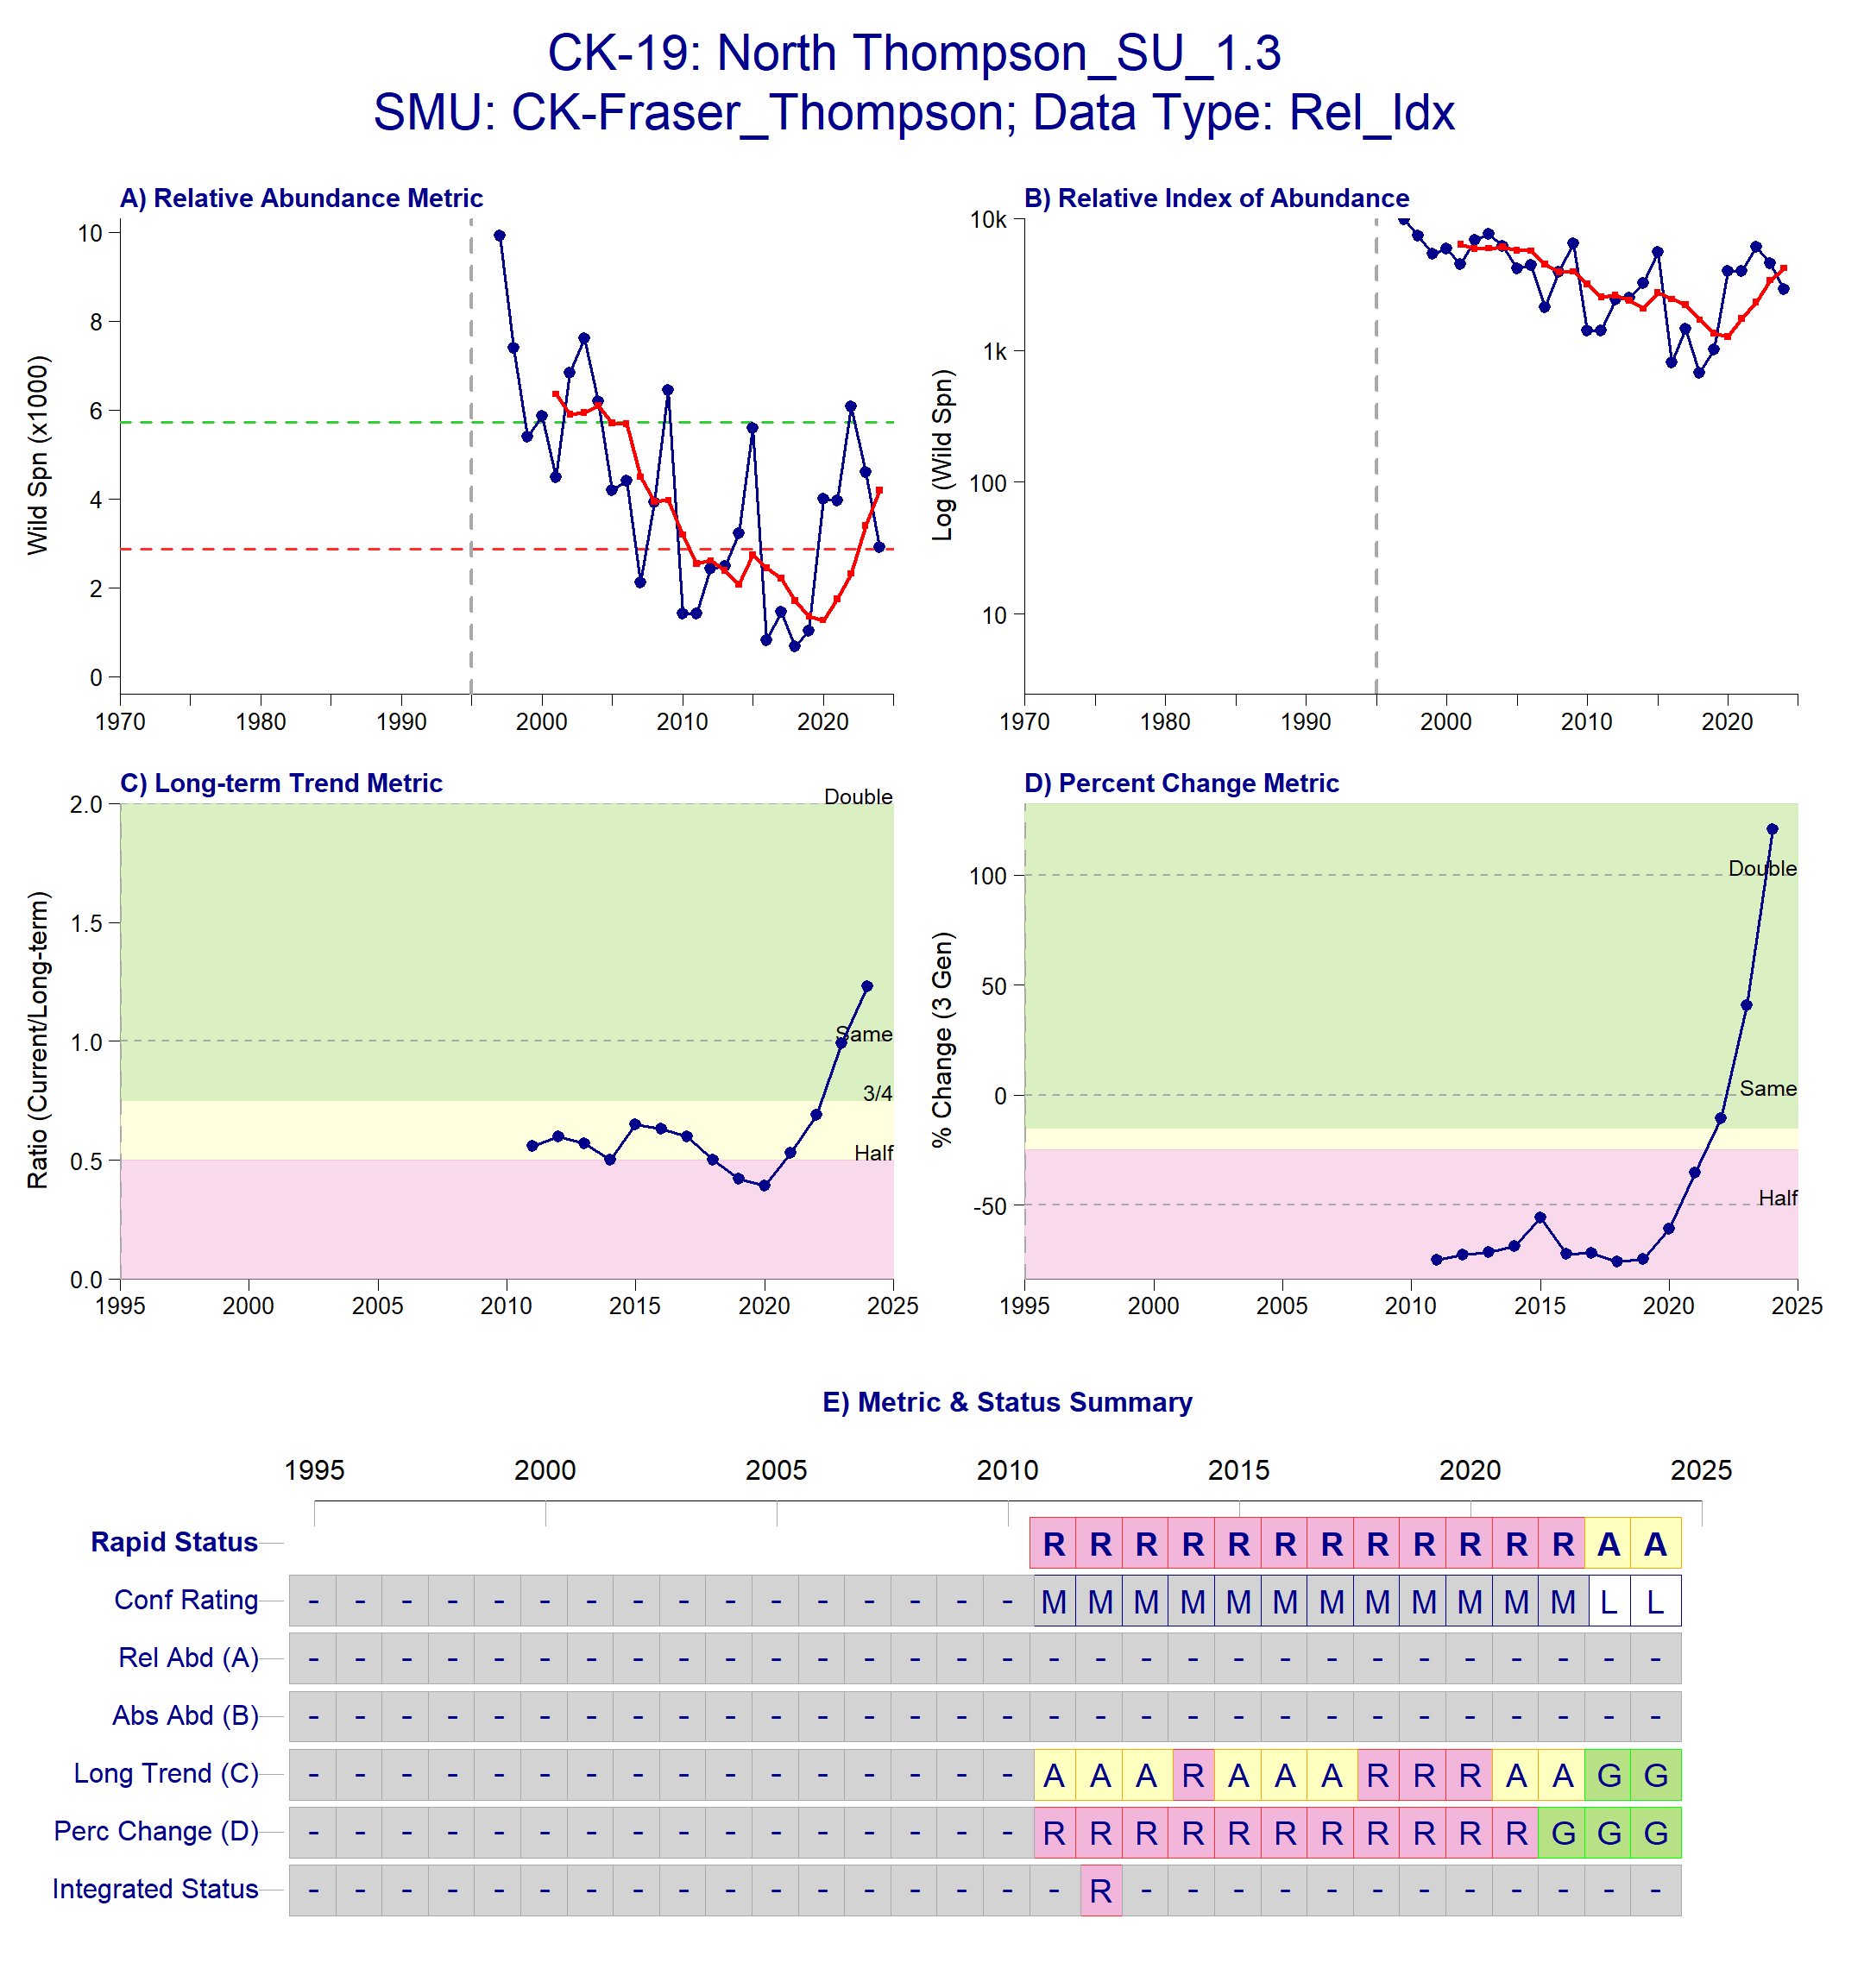 CK-19: North Thompson_SU_1.3
SMU: CK-Fraser_Thompson; Data Type: Rel_Idx
A) Relative Abundance Metric
Wild Spn (x1000)
10
8
6
4
2
0
1970 1980 1990 2000 2010 2020
B) Relative Index of Abundance
Log (Wild Spn)
10k
1k
100
10
1970 1980 1990 2000 2010 2020
C) Long-term Trend Metric
Ratio (Current/Long-term)
2.0
1.5
1.0
0.5
0.0
Double
Same
3/4
Half
1995 2000 2005 2010 2015 2020 2025
D) Percent Change Metric
% Change (3 Gen)
100
50
0
-50
Double
Same
Half
1995 2000 2005 2010 2015 2020 2025
E) Metric & Status Summary
1995 2000 2005 2010 2015 2020 2025
Rapid Status R R R R R R R R R R R R A A
Conf Rating - - - - - - - - - - - - - - - - M M M M M M M M M M M M L L
Rel Abd (A) - - - - - - - - - - - - - - - - - - - - - - - - - - - - - -
Abs Abd (B) - - - - - - - - - - - - - - - - - - - - - - - - - - - - - -
Long Trend (C) - - - - - - - - - - - - - - - - A A A R A A A R R R A A G G
Perc Change (D) - - - - - - - - - - - - - - - - R R R R R R R R R R R G G G
Integrated Status - - - - - - - - - - - - - - - - - R - - - - - - - - - - - -